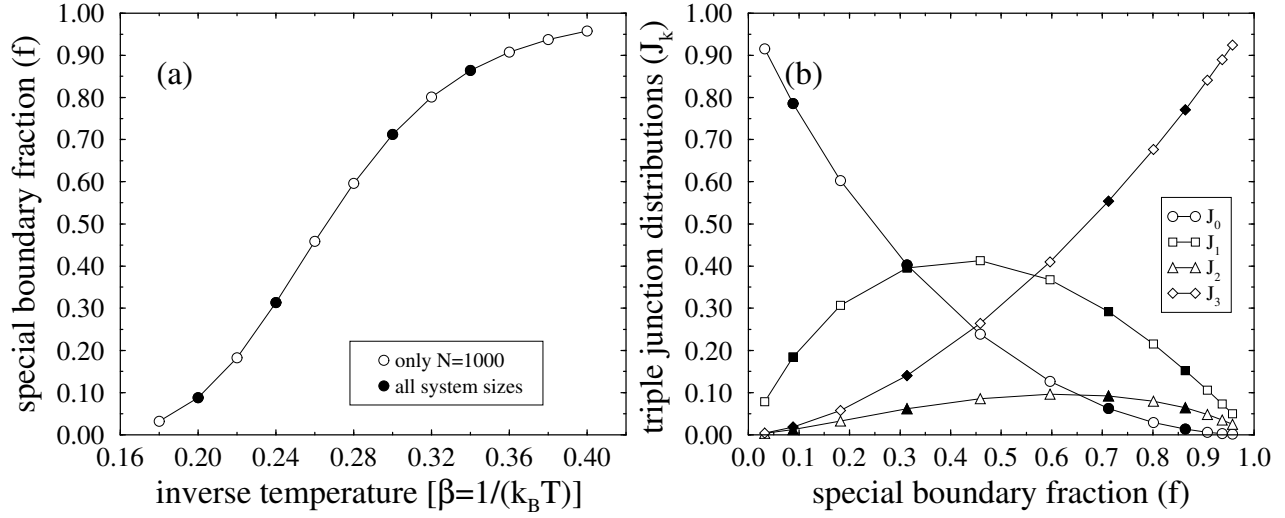 1.00
0.90
0.80
0.70
0.60
0.50
0.40
0.30
0.20
0.10
0.00
special boundary fraction (f)
(a)
only N=1000
all system sizes
0.16 0.20 0.24 0.28 0.32 0.36 0.40
inverse temperature [β=1/(k_BT)]
1.00
0.90
0.80
0.70
0.60
0.50
0.40
0.30
0.20
0.10
0.00
triple junction distributions (J_k)
(b)
J_0
J_1
J_2
J_3
0.0 0.1 0.2 0.3 0.4 0.5 0.6 0.7 0.8 0.9 1.0
special boundary fraction (f)